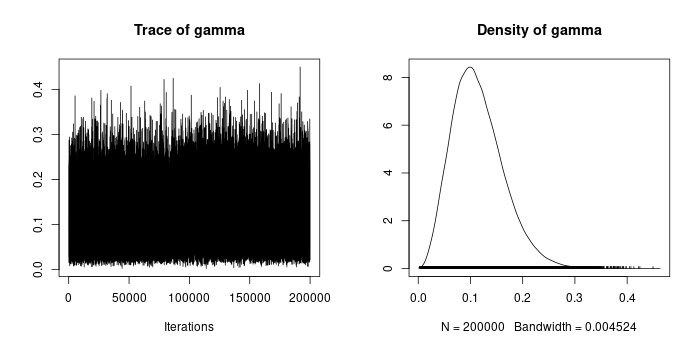 Trace of gamma
0.4
0.3
0.2
0.1
0.0
0 50000 100000 150000 200000
Iterations
Density of gamma
8
6
4
2
0
0.0 0.1 0.2 0.3 0.4
N = 200000 Bandwidth = 0.004524